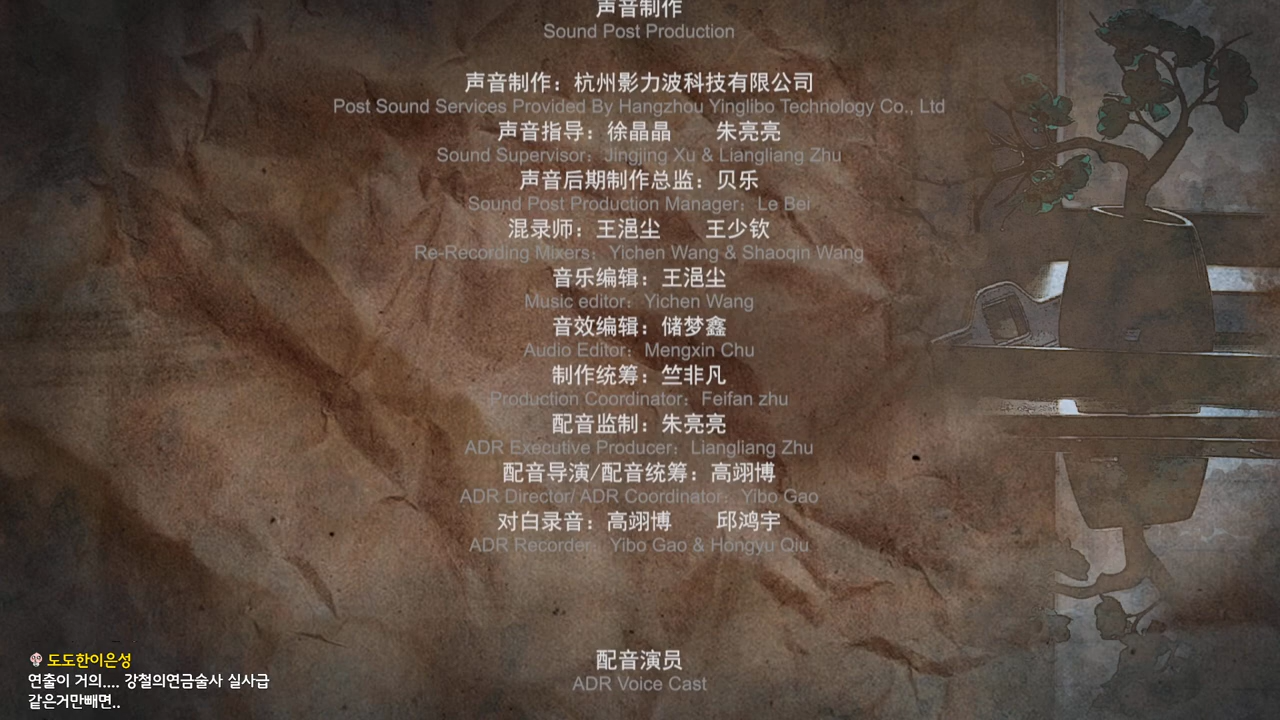 声音制作
Sound Post Production
声音制作：杭州影力波科技有限公司
Post Sound Services Provided By Hangzhou Yinglibo Technology Co., Ltd
声音指导：徐晶晶 朱亮亮
Sound Supervisor：Jingjing Xu & Liangliang Zhu
声音后期制作总监：贝乐
Sound Post Production Manager：Le Bei
混录师：王浥尘 王少钦
Re-Recording Mixers：Yichen Wang & Shaoqin Wang
音乐编辑：王浥尘
Music editor：Yichen Wang
音效编辑：储梦鑫
Audio Editor：Mengxin Chu
制作统筹：竺非凡
Production Coordinator：Feifan zhu
配音监制：朱亮亮
ADR Executive Producer：Liangliang Zhu
配音导演/配音统筹：高翊博
ADR Director/ ADR Coordinator：Yibo Gao
对白录音：高翊博 邱鸿宇
ADR Recorder：Yibo Gao & Hongyu Qiu
配音演员
ADR Voice Cast
도도한이은성
연출이 거의.... 강철의연금술사 실사급
같은거만빼면..